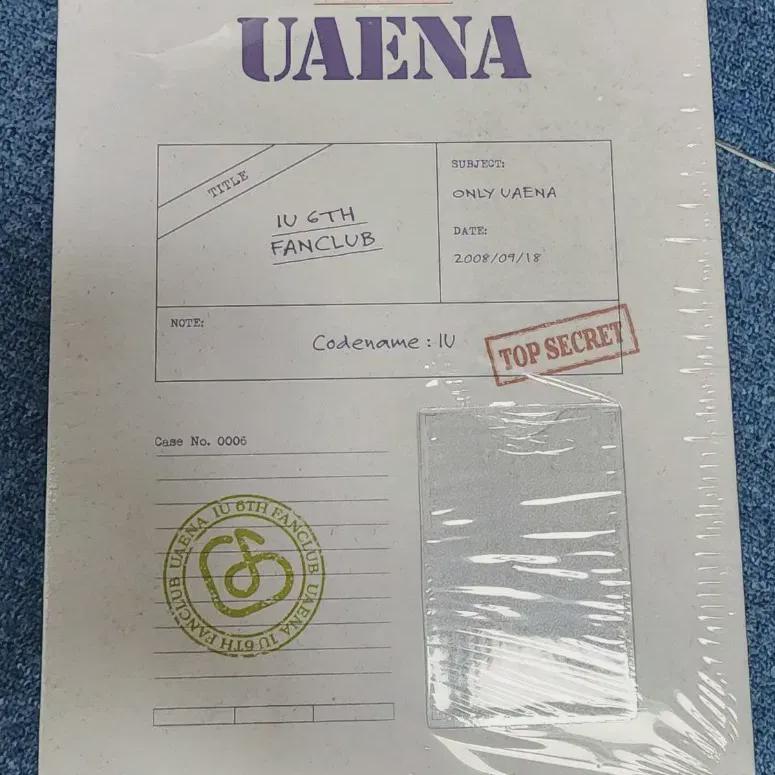 UAENA
TITLE
IU 6TH
FANCLUB
SUBJECT:
ONLY UAENA
DATE:
2008/09/18
NOTE:
Codename : IU
TOP SECRET
Case No. 0006
UAENA IU 6TH FANCLUB UAENA IU 6TH FANCLUB